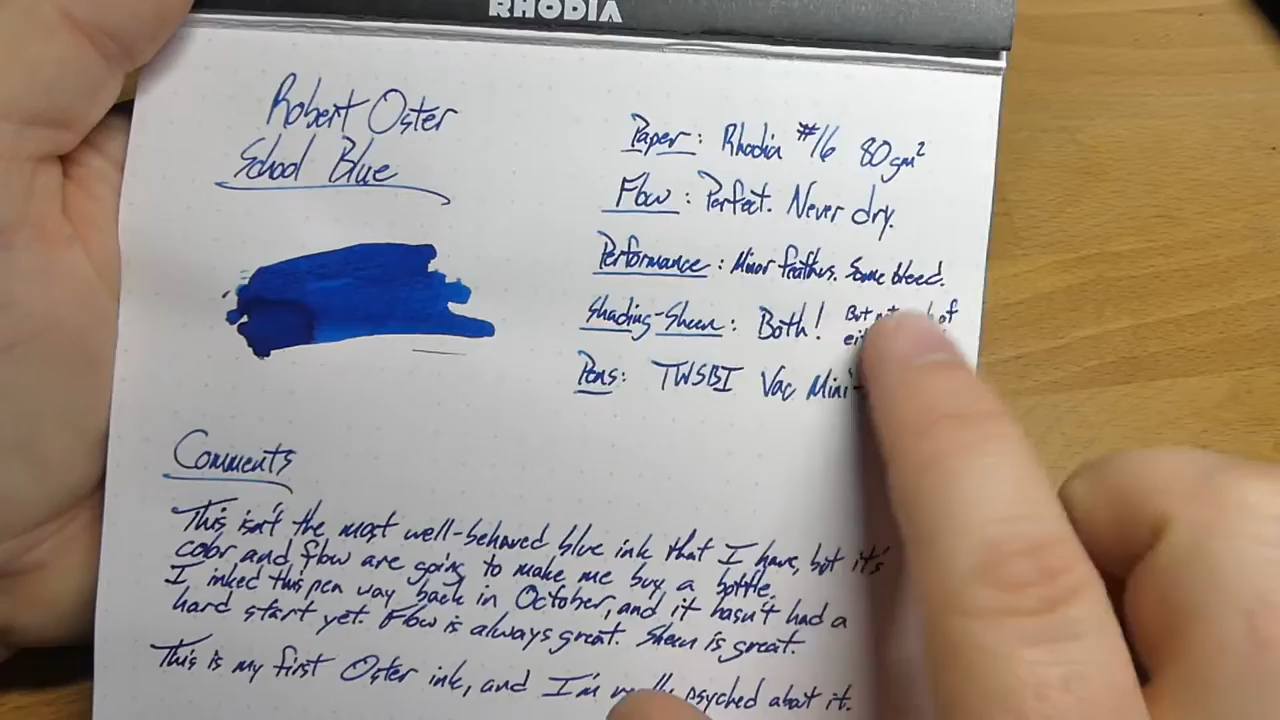 RHODIA
Robert Oster
School Blue
Paper: Rhodia #16 80gm²
Flow: Perfect. Never dry.
Performance: Minor feathers. Some bleed.
Shading-Sheen: Both! But of
Pens: TWSBI Vac Mini
Comments
This isn't the most well-behaved blue ink that I have, but it's
color and flow are going to make me buy a bottle.
I inked this pen way back in October, and it hasn't had a
hard start yet. Flow is always great. Sheen is great.
This is my first Oster ink, and I'm really psyched about it.